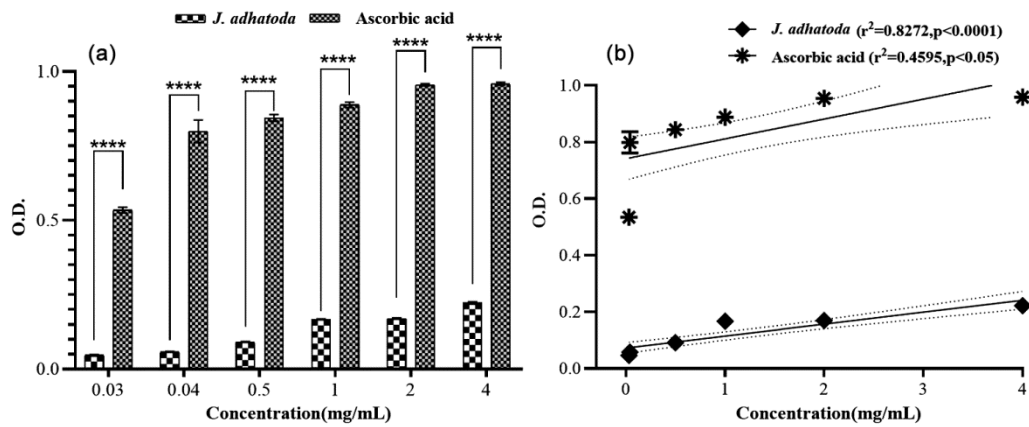 J. adhatoda Ascorbic acid
(a)
**** **** **** **** **** ****
1.0
0.5
0.0
O.D.
0.03 0.04 0.5 1 2 4
Concentration(mg/mL)
J. adhatoda (r²=0.8272,p<0.0001)
Ascorbic acid (r²=0.4595,p<0.05)
(b)
1.0
0.8
0.6
0.4
0.2
0.0
O.D.
0 1 2 3 4
Concentration(mg/mL)